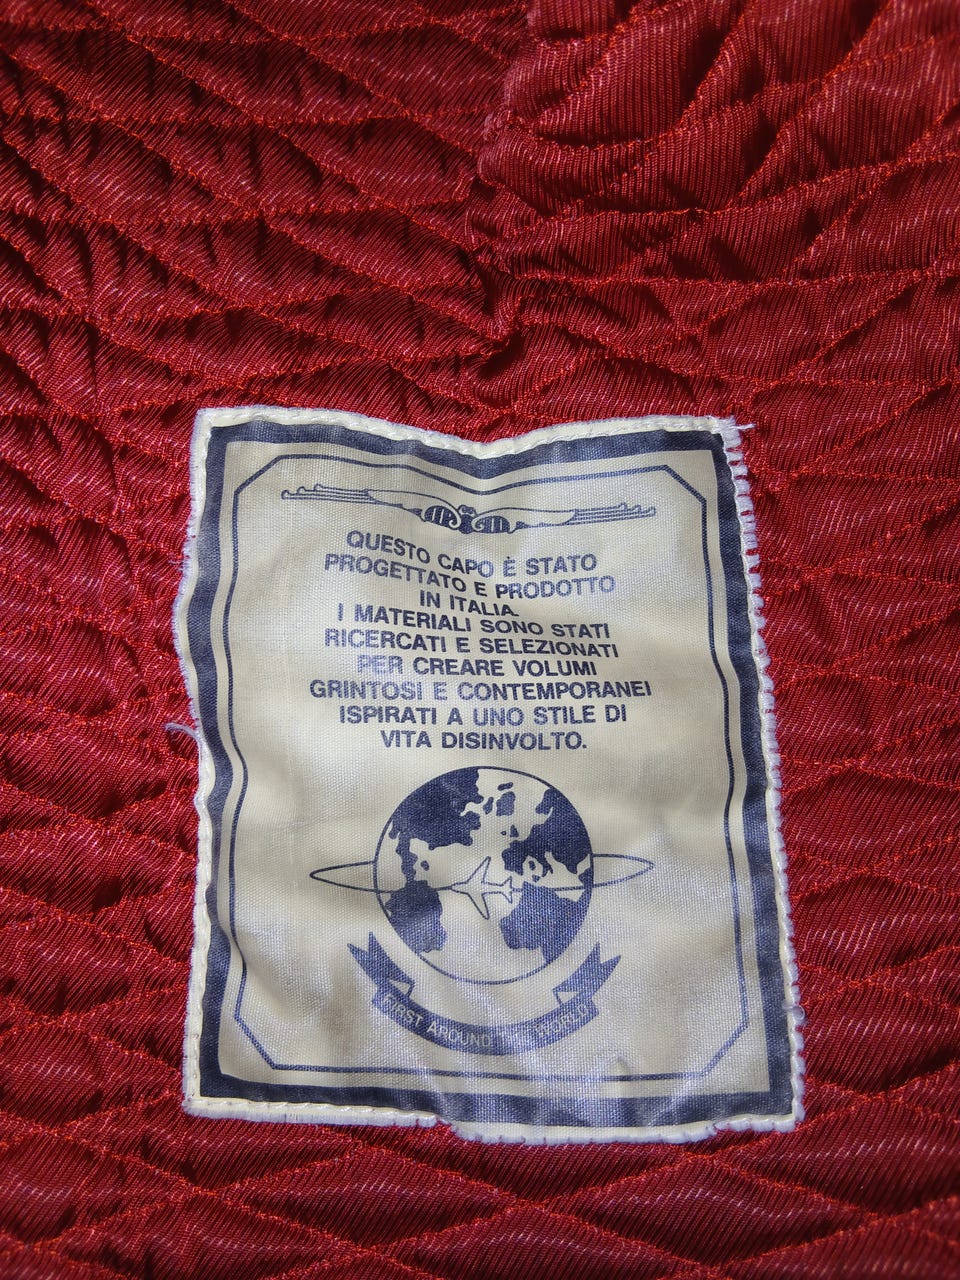 QUESTO CAPO È STATO
PROGETTATO E PRODOTTO
IN ITALIA.
I MATERIALI SONO STATI
RICERCATI E SELEZIONATI
PER CREARE VOLUMI
GRINTOSI E CONTEMPORANEI
ISPIRATI A UNO STILE DI
VITA DISINVOLTO.
FIRST AROUND THE WORLD